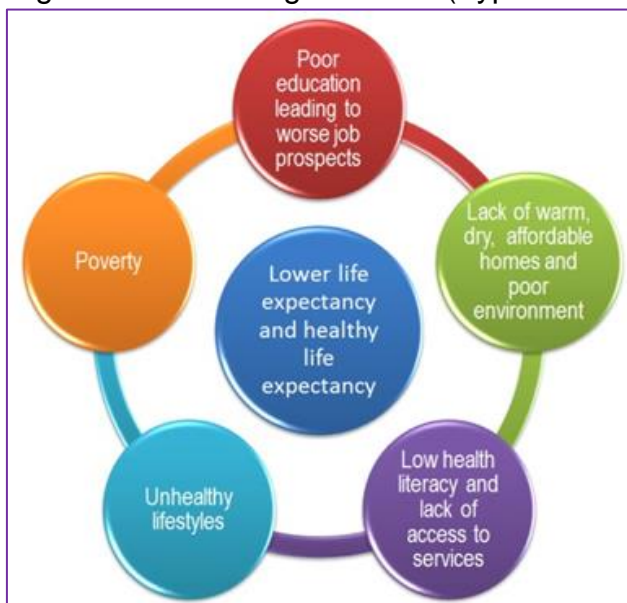 Poor
education
leading to
worse job
prospects
Lack of warm,
dry, affordable
homes and
poor
environment
Low health
literacy and
lack of
access to
services
Unhealthy
lifestyles
Poverty
Lower life
expectancy
and healthy
life
expectancy